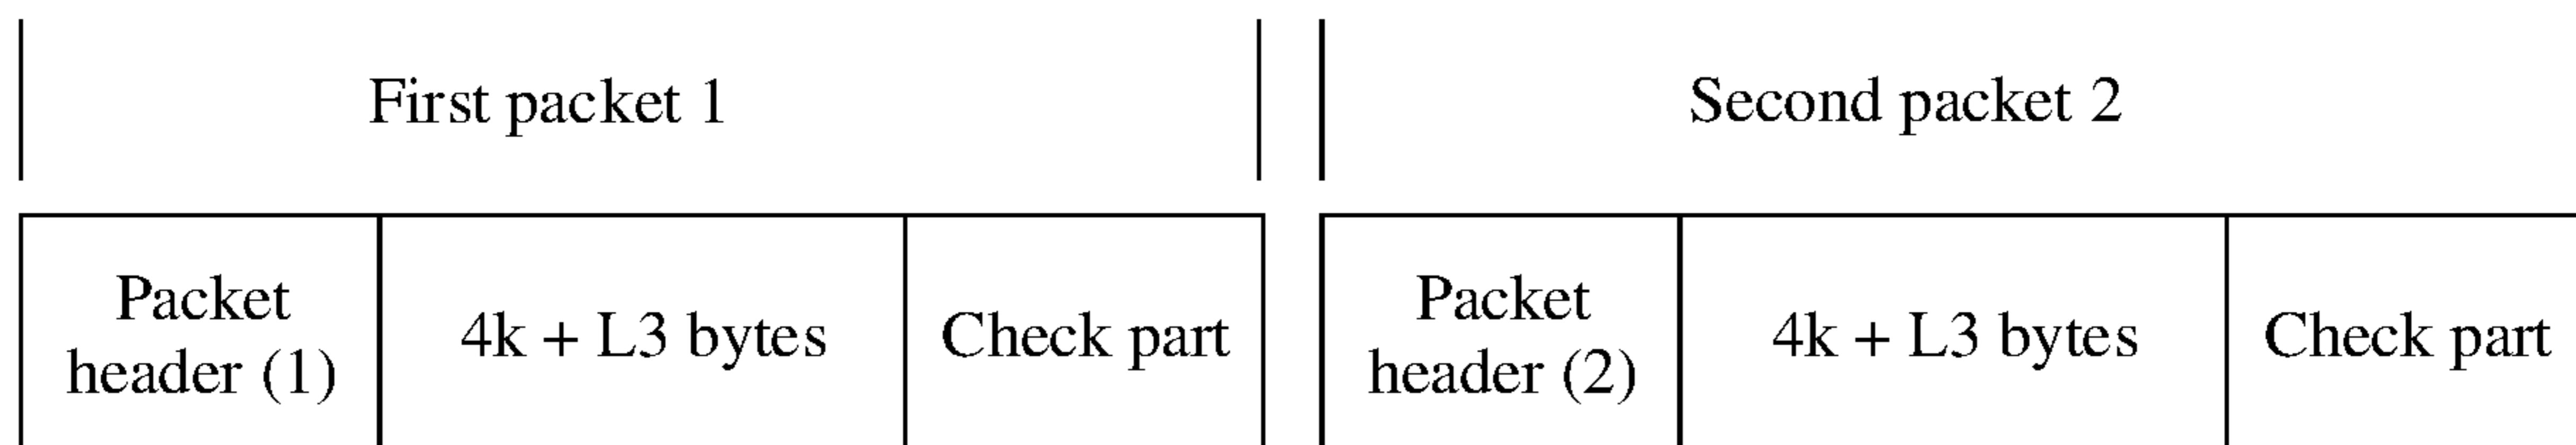 First packet 1
Second packet 2
Packet
header (1)
4k + L3 bytes
Check part
Packet
header (2)
4k + L3 bytes
Check part